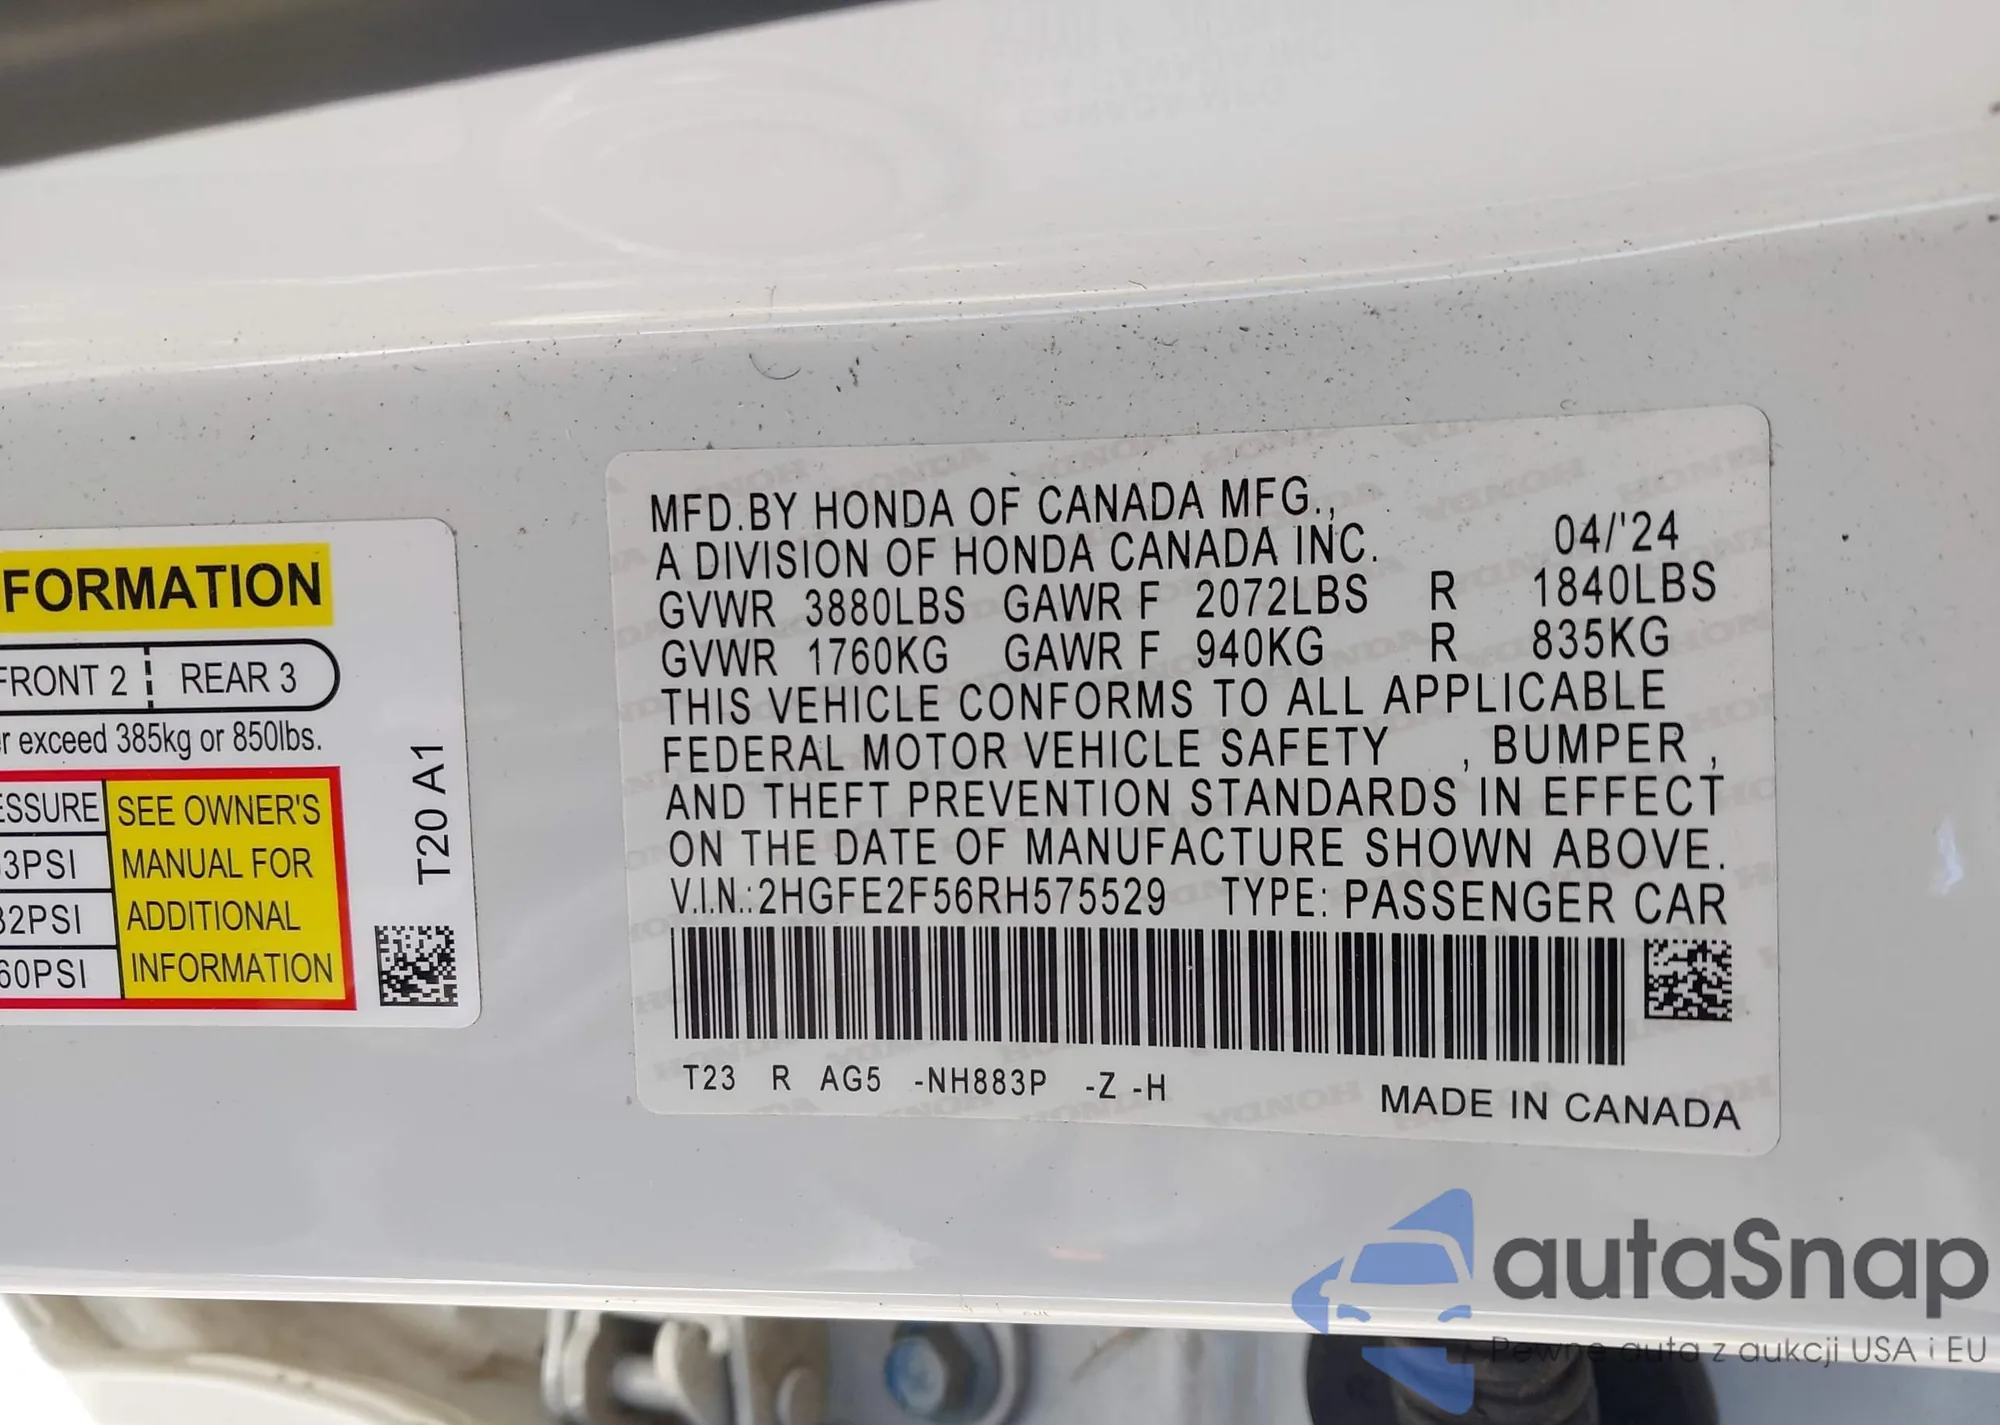 FORMATION
FRONT 2 REAR 3
exceed 385kg or 850lbs.
SEE OWNER'S
MANUAL FOR
ADDITIONAL
INFORMATION
T20 A1
MFD.BY HONDA OF CANADA MFG.,
A DIVISION OF HONDA CANADA INC. 04/'24
GVWR 3880LBS GAWR F 2072LBS R 1840LBS
GVWR 1760KG GAWR F 940KG R 835KG
THIS VEHICLE CONFORMS TO ALL APPLICABLE
FEDERAL MOTOR VEHICLE SAFETY , BUMPER ,
AND THEFT PREVENTION STANDARDS IN EFFECT
ON THE DATE OF MANUFACTURE SHOWN ABOVE.
V.I.N.:2HGFE2F56RH575529 TYPE: PASSENGER CAR
T23 R AG5 -NH883P -Z -H
MADE IN CANADA
autaSnap
Pewne auta z aukcji USA i EU